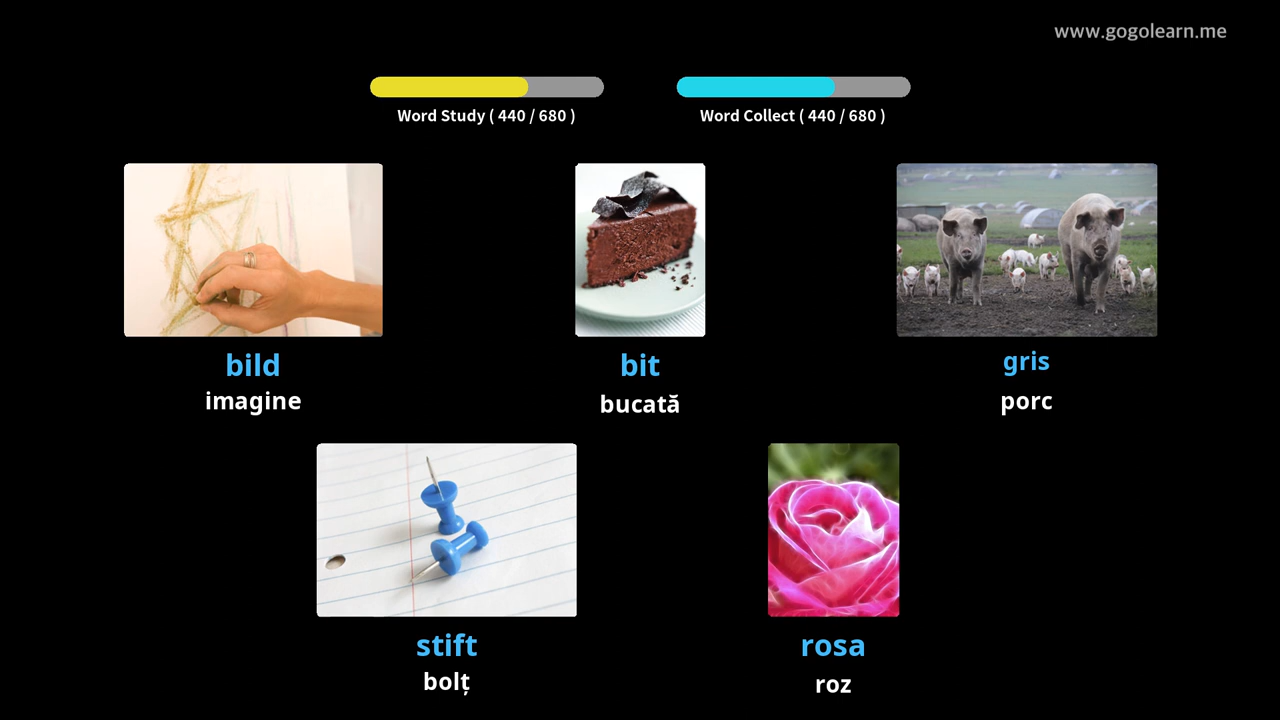 www.gogolearn.me
Word Study ( 440 / 680 )
Word Collect ( 440 / 680 )
bild
imagine
bit
bucată
gris
porc
stift
bolț
rosa
roz